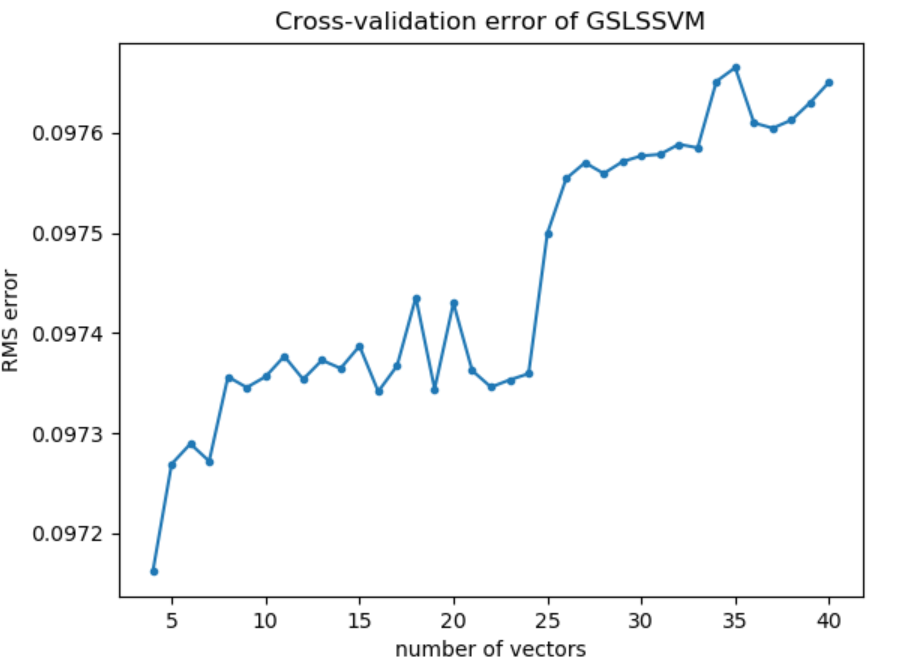 Cross-validation error of GSLSSVM
RMS error
0.0976
0.0975
0.0974
0.0973
0.0972
5 10 15 20 25 30 35 40
number of vectors